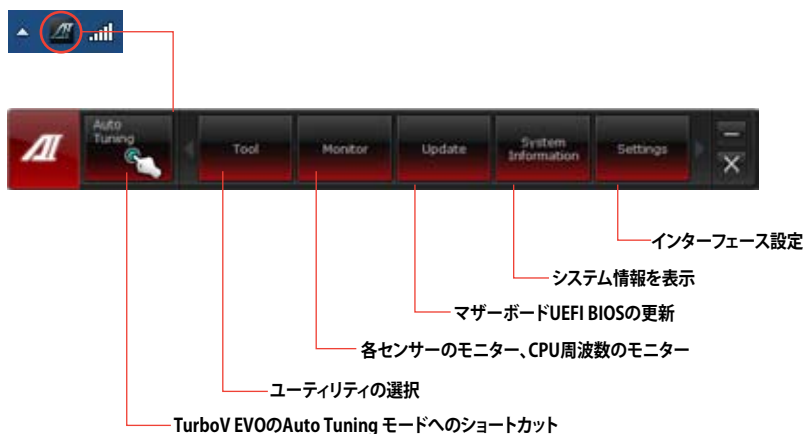 AI
AI
Auto
Tuning
Tool
Monitor
Update
System
Information
Settings
インターフェース設定
システム情報を表示
マザーボードUEFI BIOSの更新
各センサーのモニター、CPU周波数のモニター
ユーティリティの選択
TurboV EVOのAuto Tuning モードへのショートカット